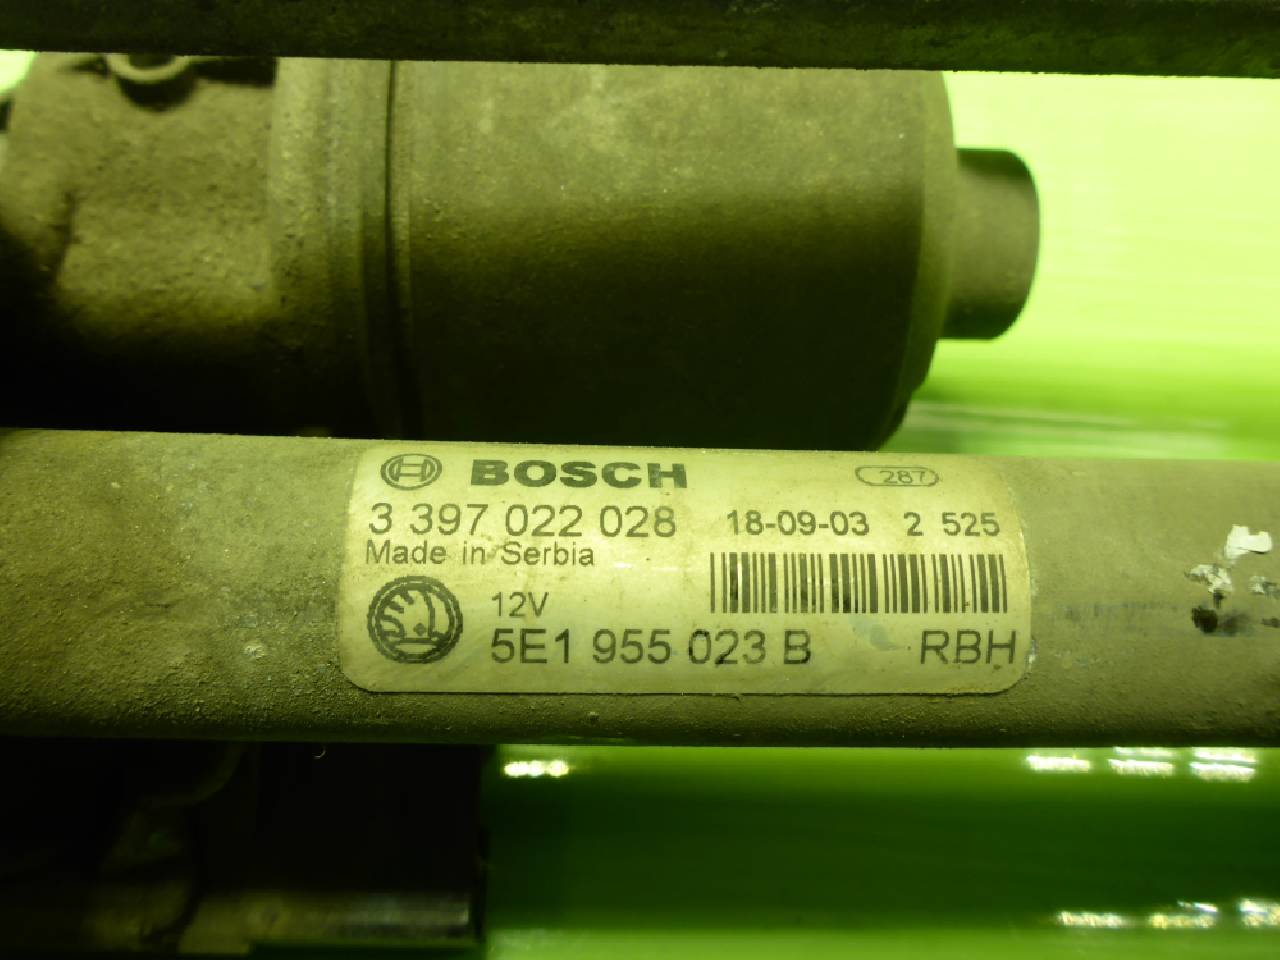 BOSCH 287
3 397 022 028 18-09-03 2 525
Made in Serbia
12V
5E1 955 023 B RBH